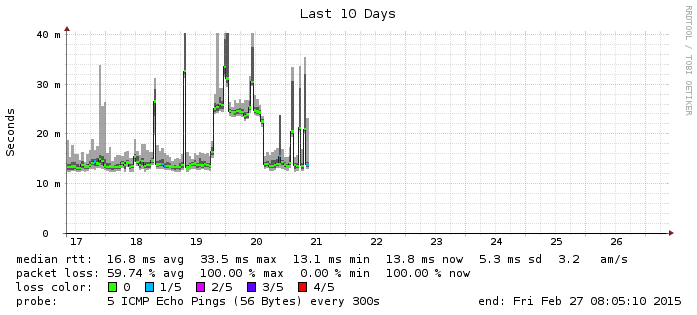 Last 10 Days
RRDTOOL / TOBI OETIKER
Seconds
40 m
30 m
20 m
10 m
0
17 18 19 20 21 22 23 24 25 26
median rtt: 16.8 ms avg 33.5 ms max 13.1 ms min 13.8 ms now 5.3 ms sd 3.2 am/s
packet loss: 59.74 % avg 100.00 % max 0.00 % min 100.00 % now
loss color: 0 1/5 2/5 3/5 4/5
probe: 5 ICMP Echo Pings (56 Bytes) every 300s end: Fri Feb 27 08:05:10 2015